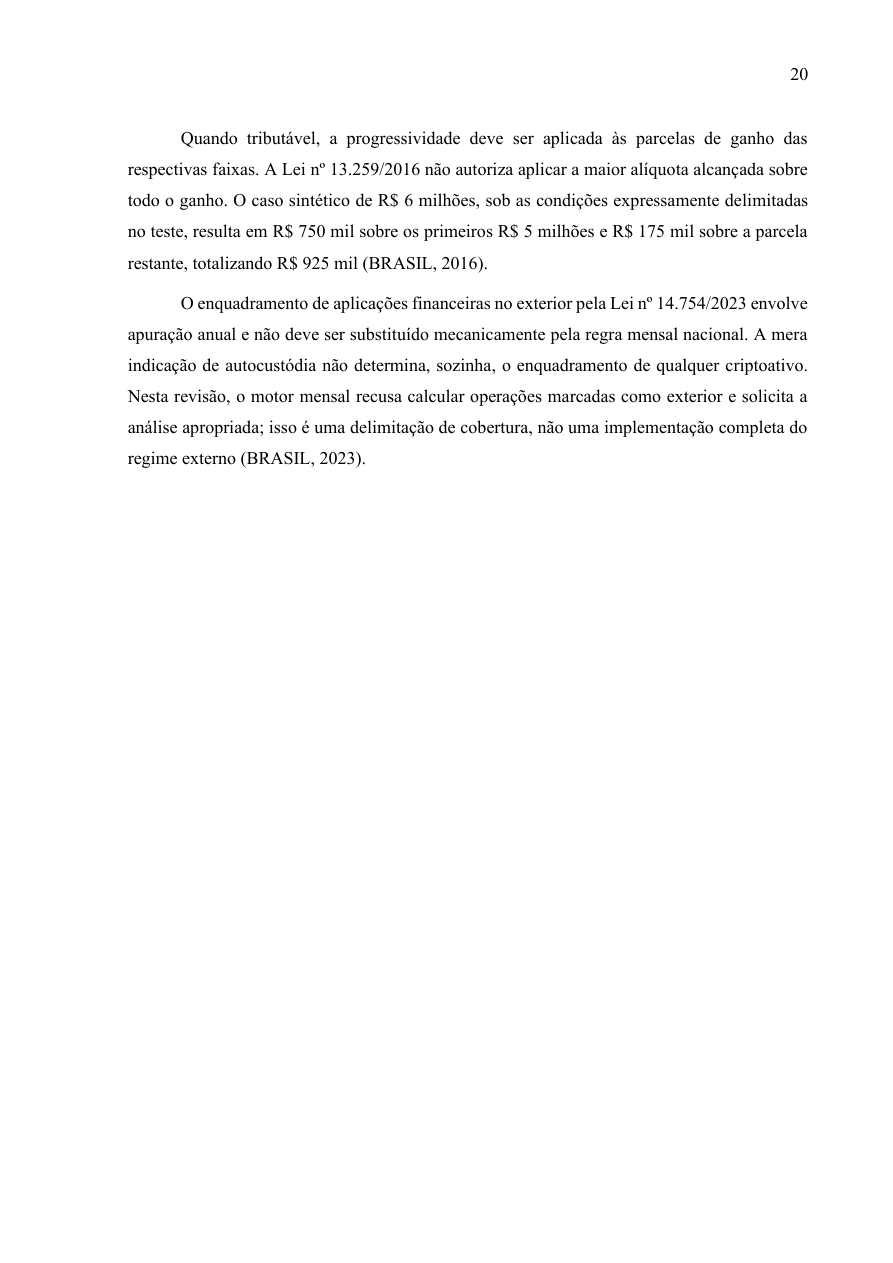 20
Quando tributável, a progressividade deve ser aplicada às parcelas de ganho das
respectivas faixas. A Lei nº 13.259/2016 não autoriza aplicar a maior alíquota alcançada sobre
todo o ganho. O caso sintético de R$ 6 milhões, sob as condições expressamente delimitadas
no teste, resulta em R$ 750 mil sobre os primeiros R$ 5 milhões e R$ 175 mil sobre a parcela
restante, totalizando R$ 925 mil (BRASIL, 2016).
O enquadramento de aplicações financeiras no exterior pela Lei nº 14.754/2023 envolve
apuração anual e não deve ser substituído mecanicamente pela regra mensal nacional. A mera
indicação de autocustódia não determina, sozinha, o enquadramento de qualquer criptoativo.
Nesta revisão, o motor mensal recusa calcular operações marcadas como exterior e solicita a
análise apropriada; isso é uma delimitação de cobertura, não uma implementação completa do
regime externo (BRASIL, 2023).